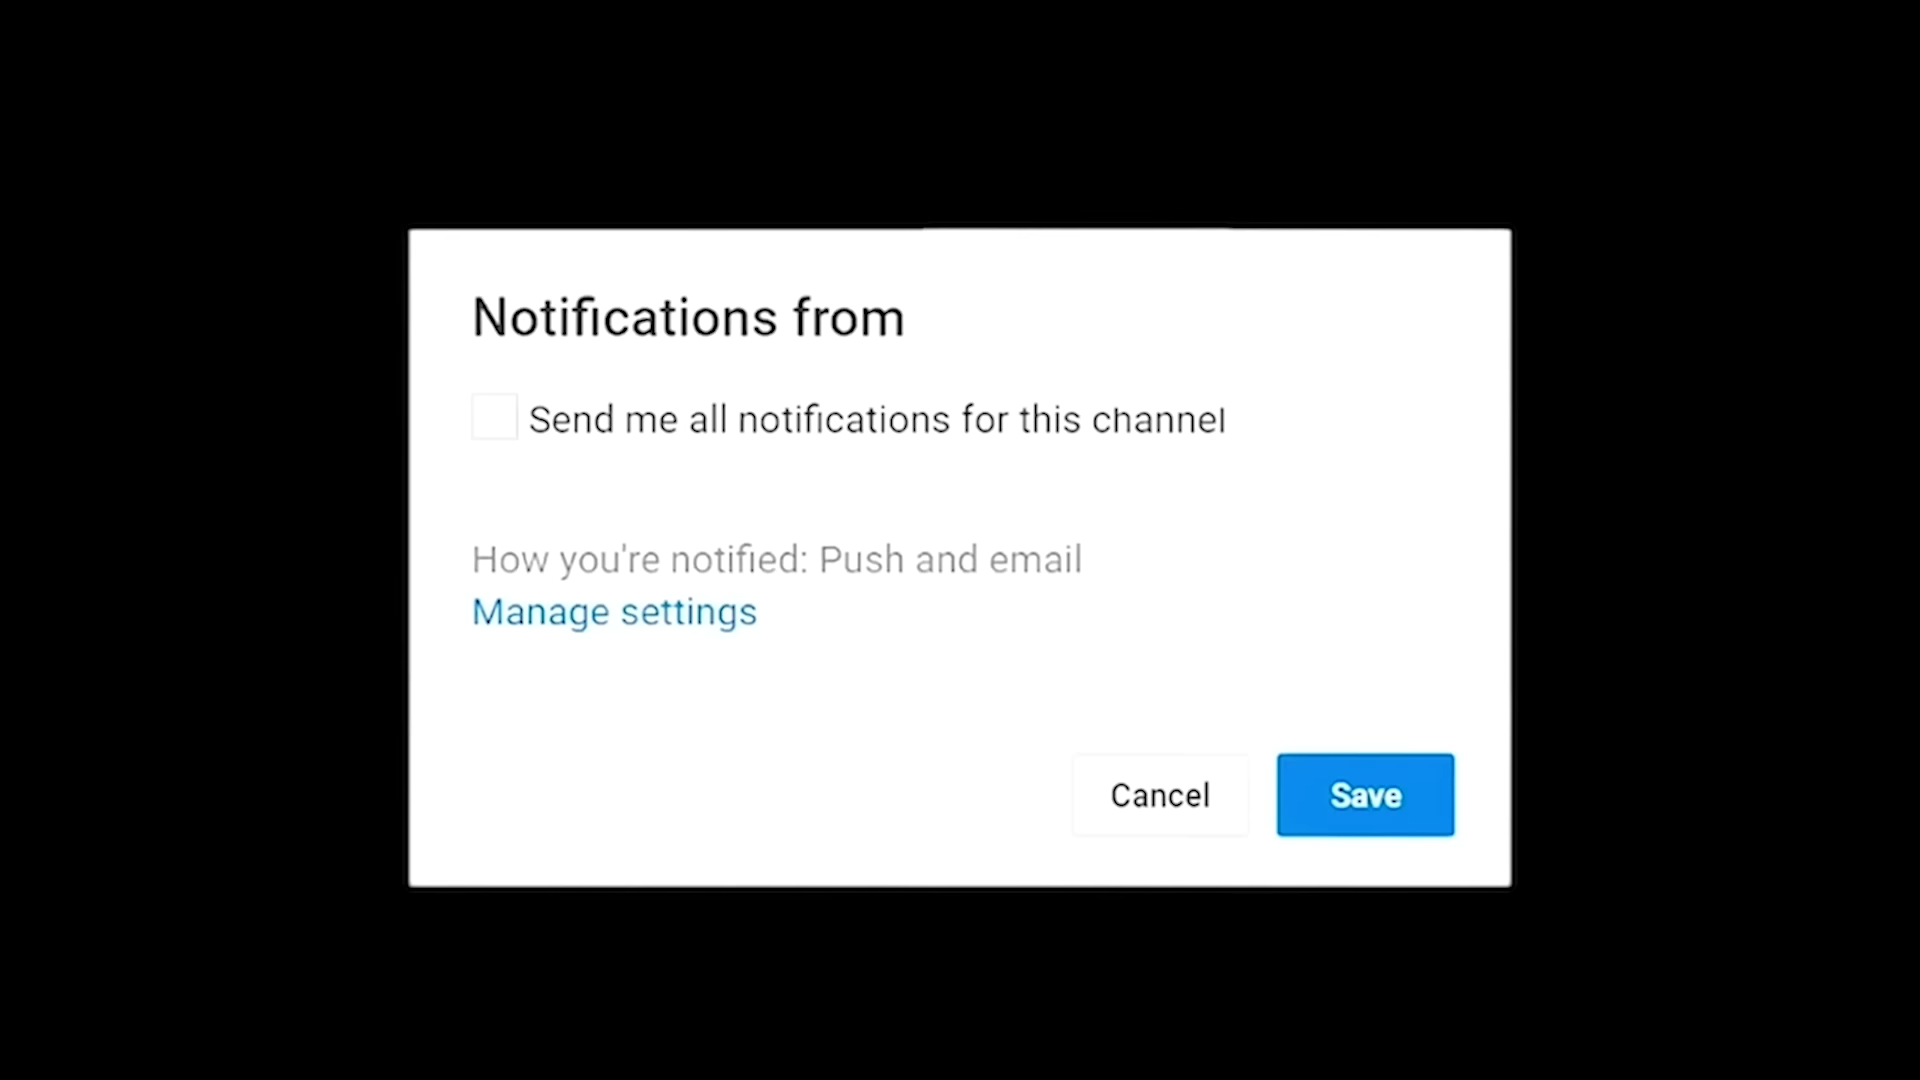 Notifications from
Send me all notifications for this channel
How you're notified: Push and email
Manage settings
Cancel Save